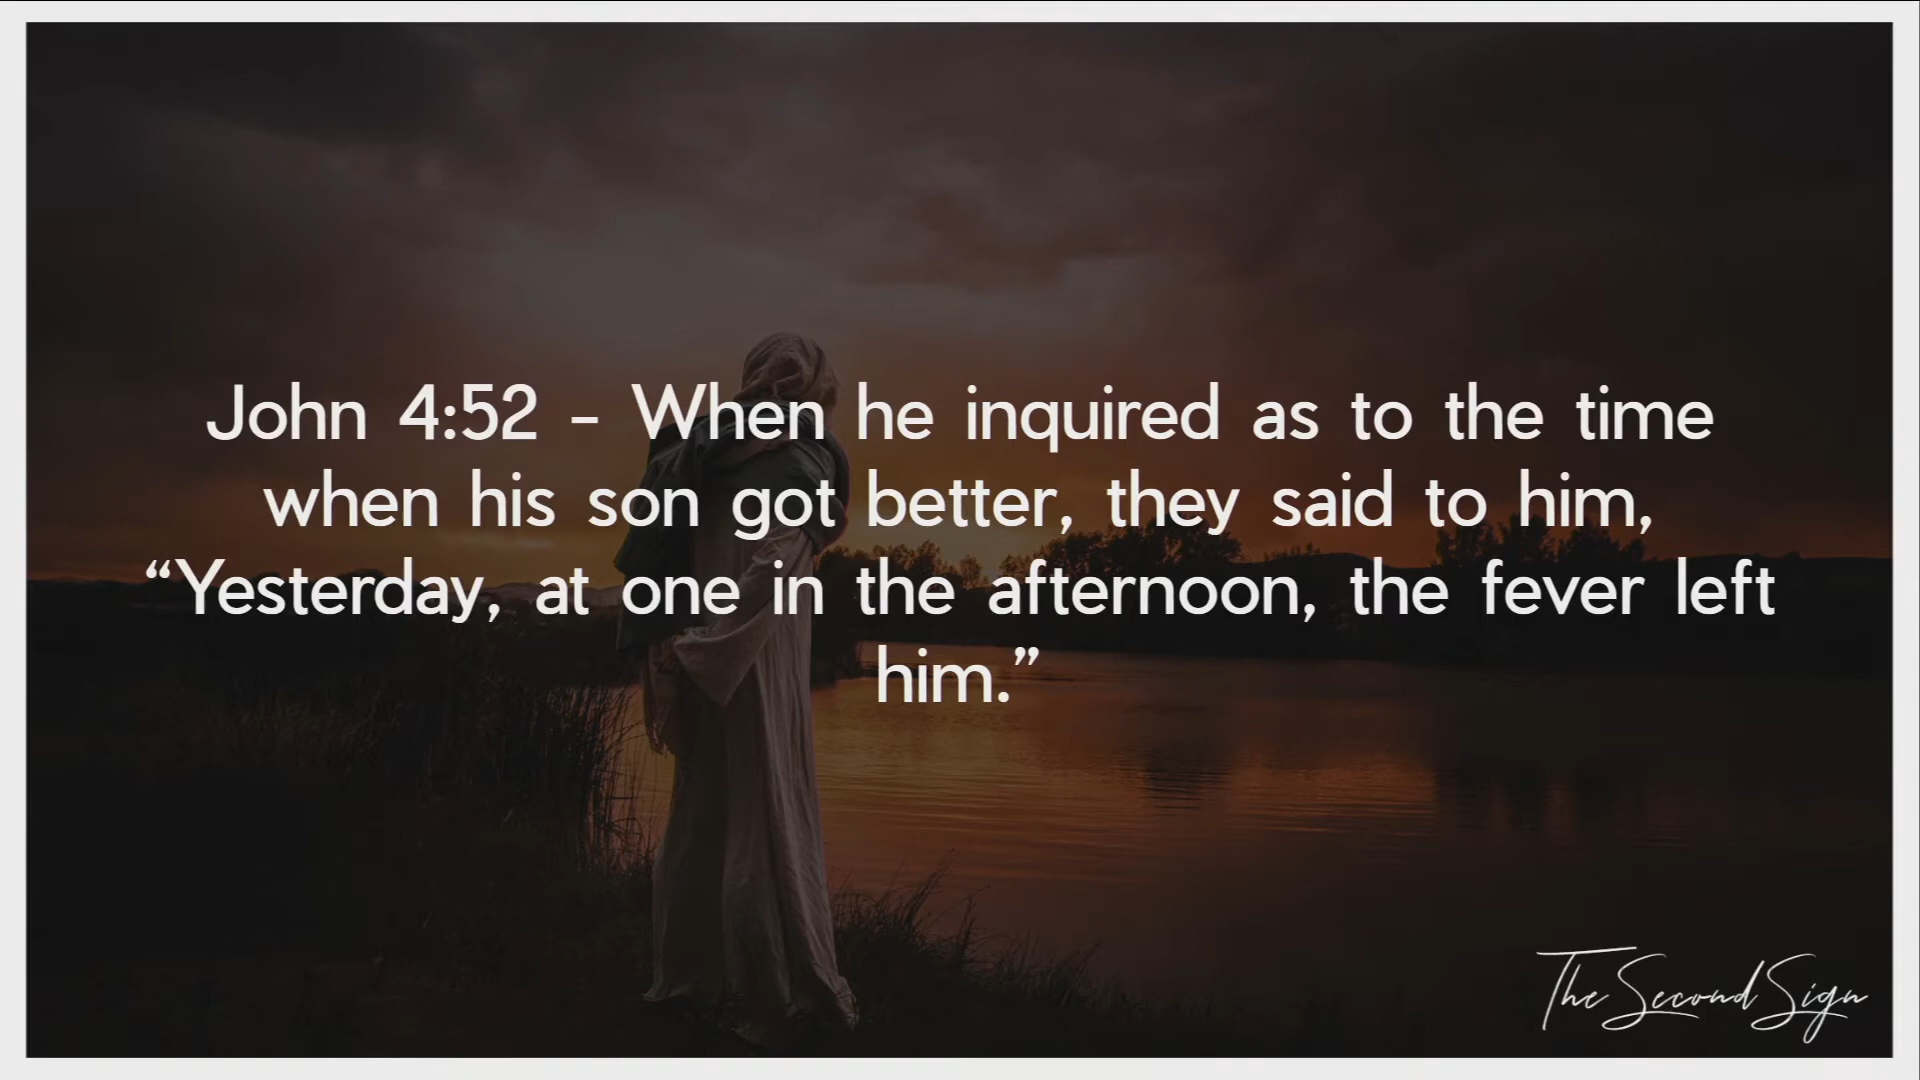 John 4:52 - When he inquired as to the time
when his son got better, they said to him,
“Yesterday, at one in the afternoon, the fever left
him.”
The Second Sign